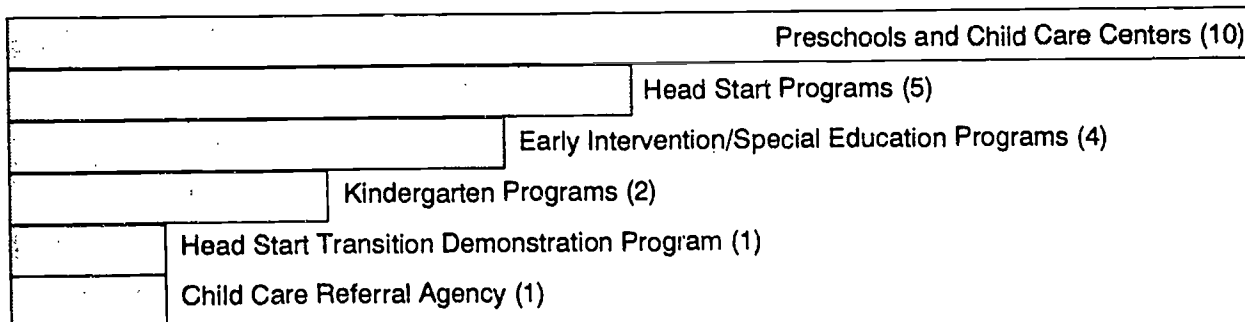 Preschools and Child Care Centers (10)
Head Start Programs (5)
Early Intervention/Special Education Programs (4)
Kindergarten Programs (2)
Head Start Transition Demonstration Program (1)
Child Care Referral Agency (1)